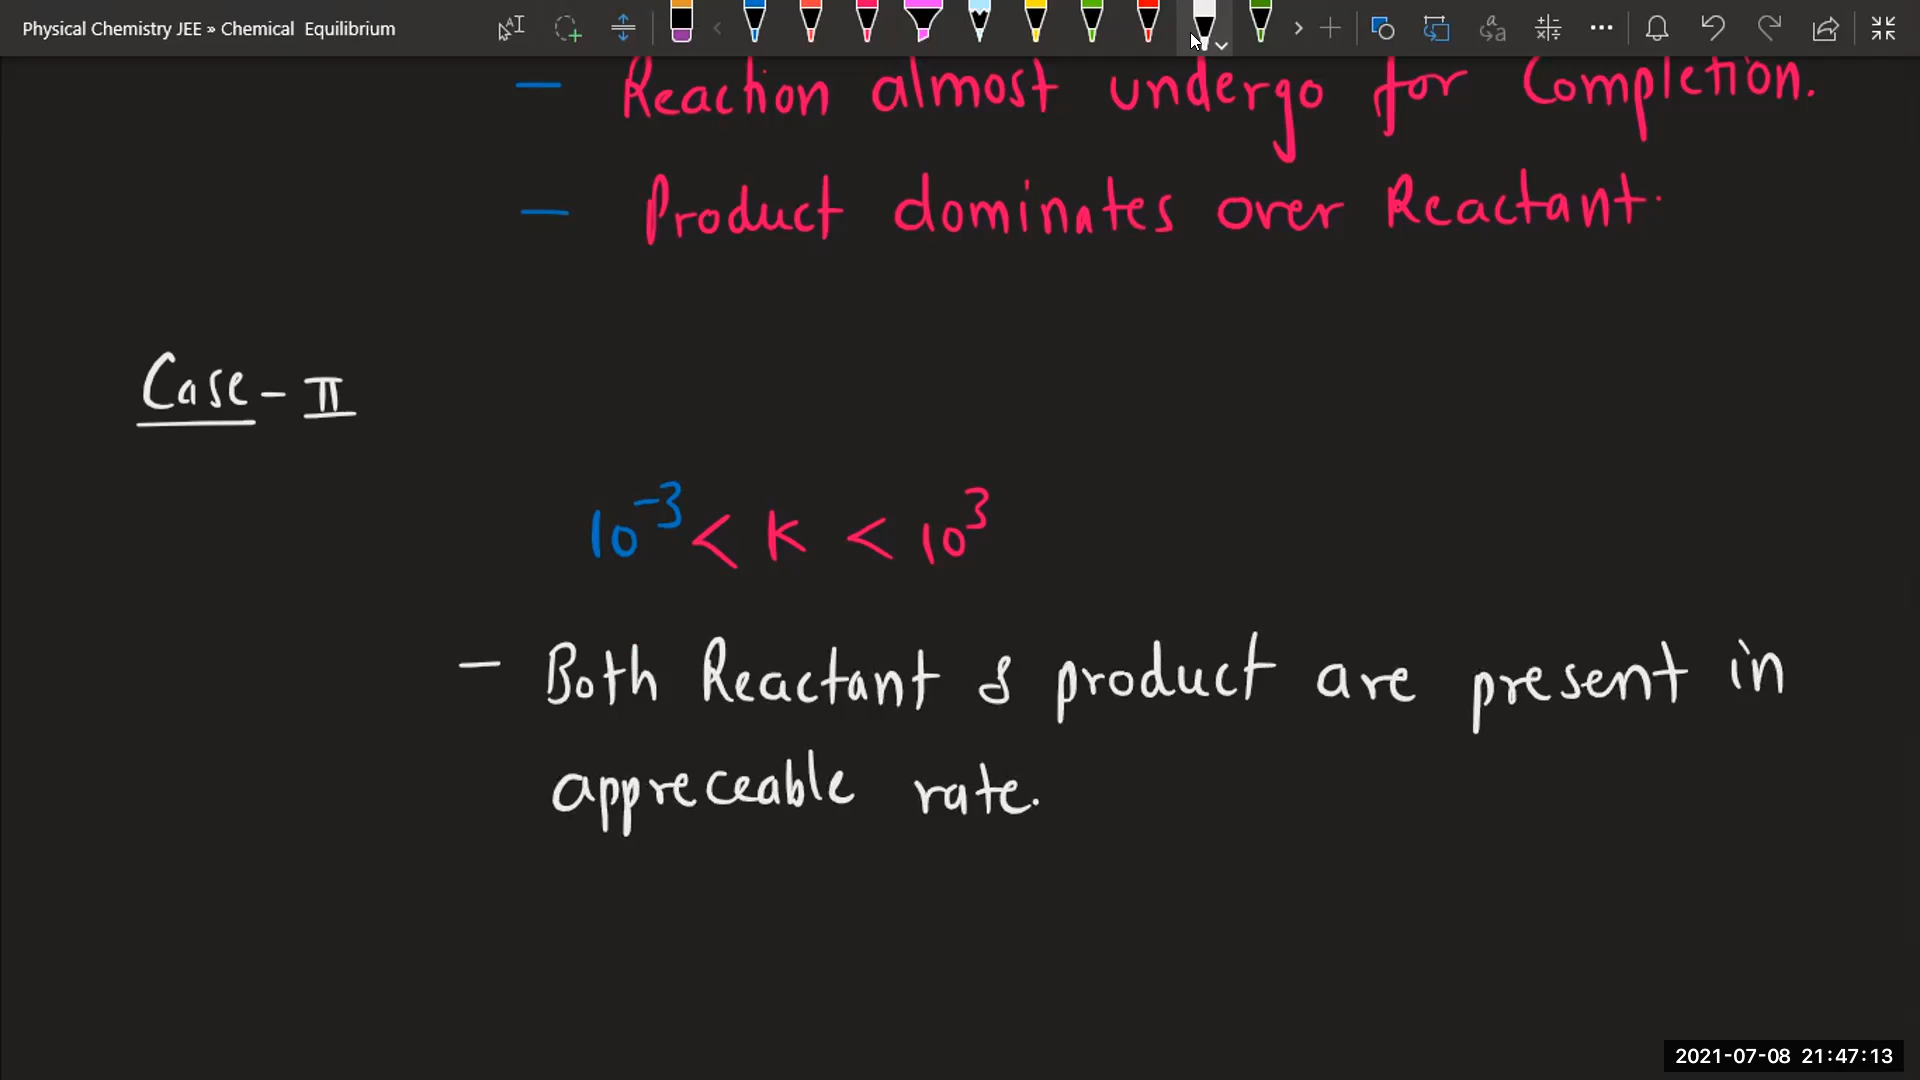 Physical Chemistry JEE » Chemical Equilibrium
— Reaction almost undergo for Completion.
— Product dominates over Reactant.
Case - II
10⁻³ < K < 10³
— Both Reactant & product are present in
appreceable rate.
2021-07-08 21:47:13